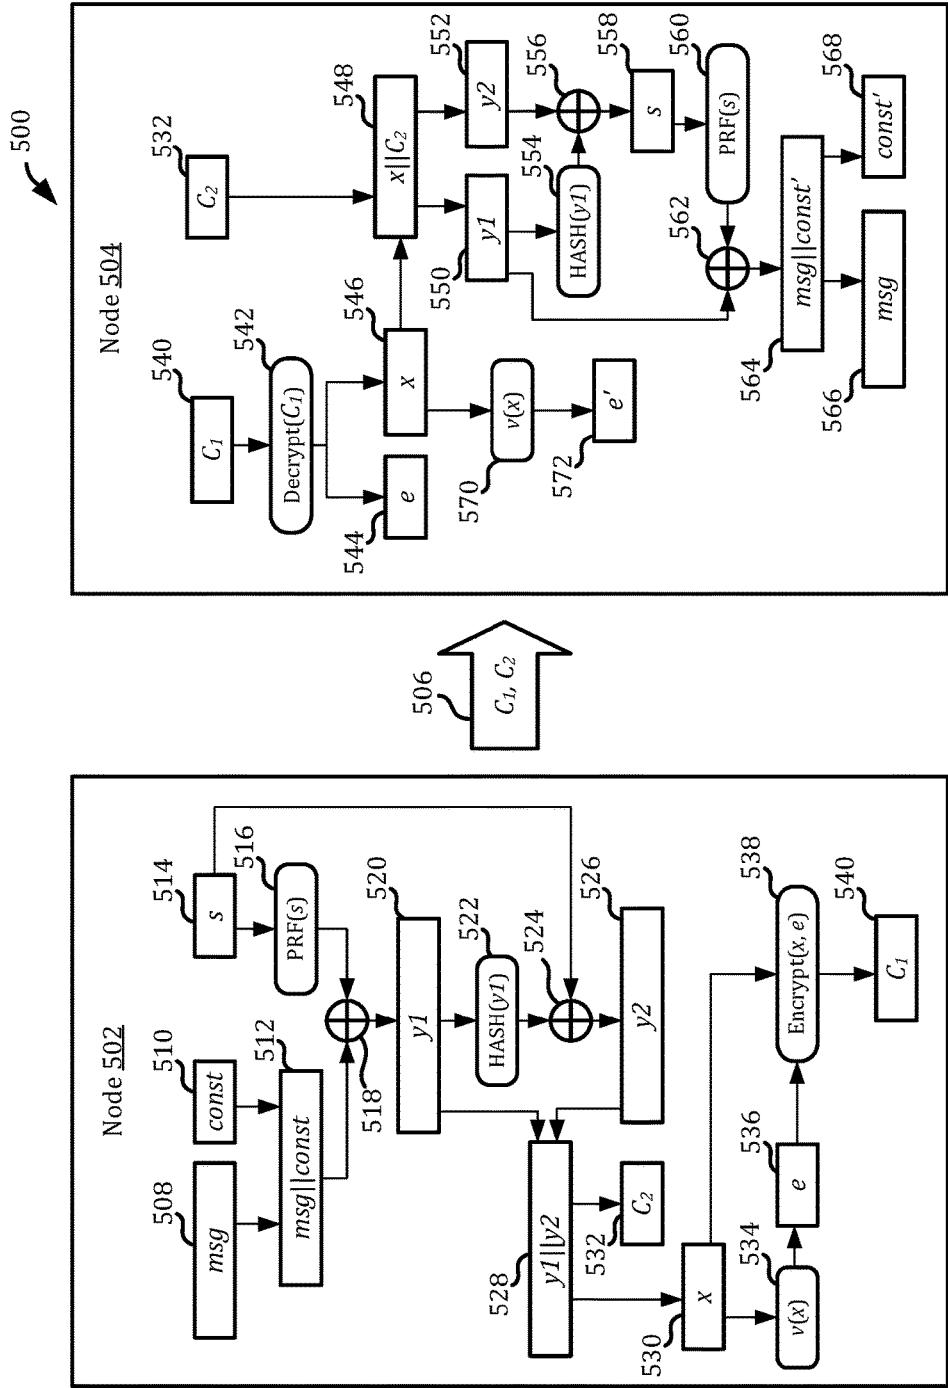 500
Node 502
msg
508
const
510
s
514
msg||const
512
PRF(s)
516
518
y1
520
HASH(y1)
522
524
y2
526
y1||y2
528
C2
532
x
530
v(x)
534
e
536
Encrypt(x, e)
538
C1
540
506
C1, C2
Node 504
C1
540
C2
532
Decrypt(C1)
542
e
544
x
546
x||C2
548
y1
550
y2
552
HASH(y1)
554
556
s
558
PRF(s)
560
562
v(x)
570
e'
572
msg||const'
564
msg
566
const'
568